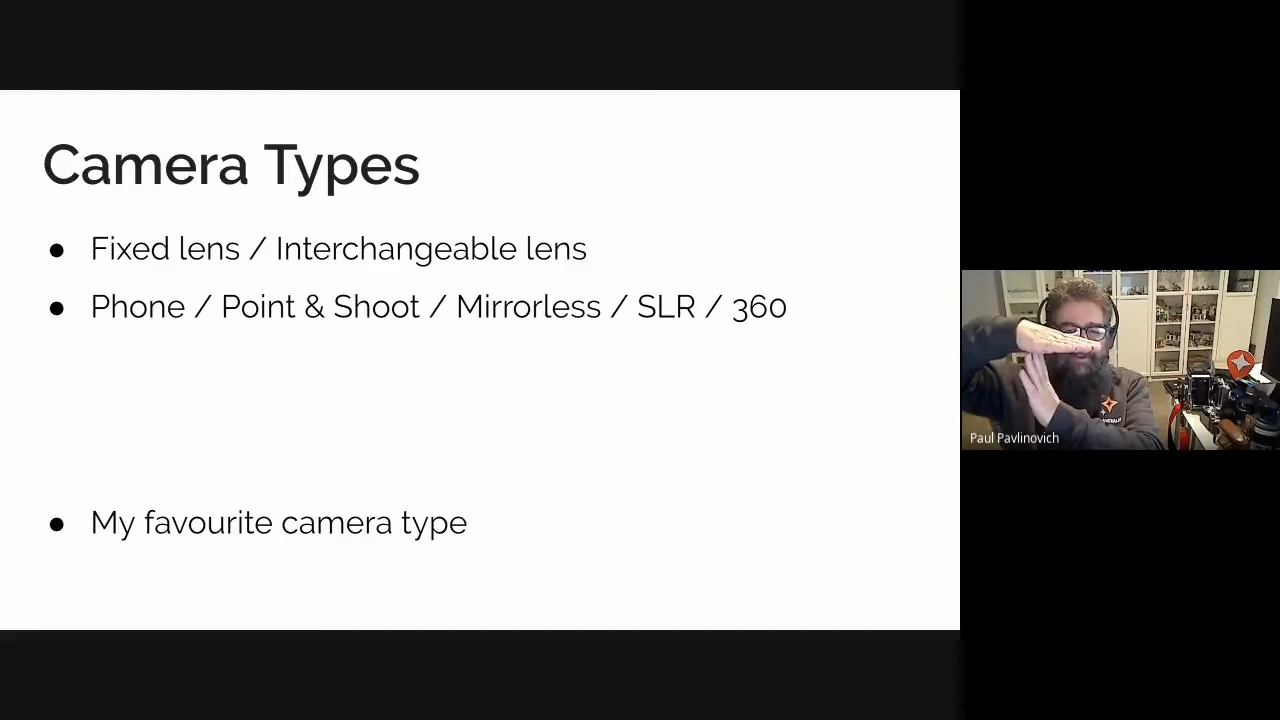 Camera Types
● Fixed lens / Interchangeable lens
● Phone / Point & Shoot / Mirrorless / SLR / 360
● My favourite camera type
Paul Pavlinovich